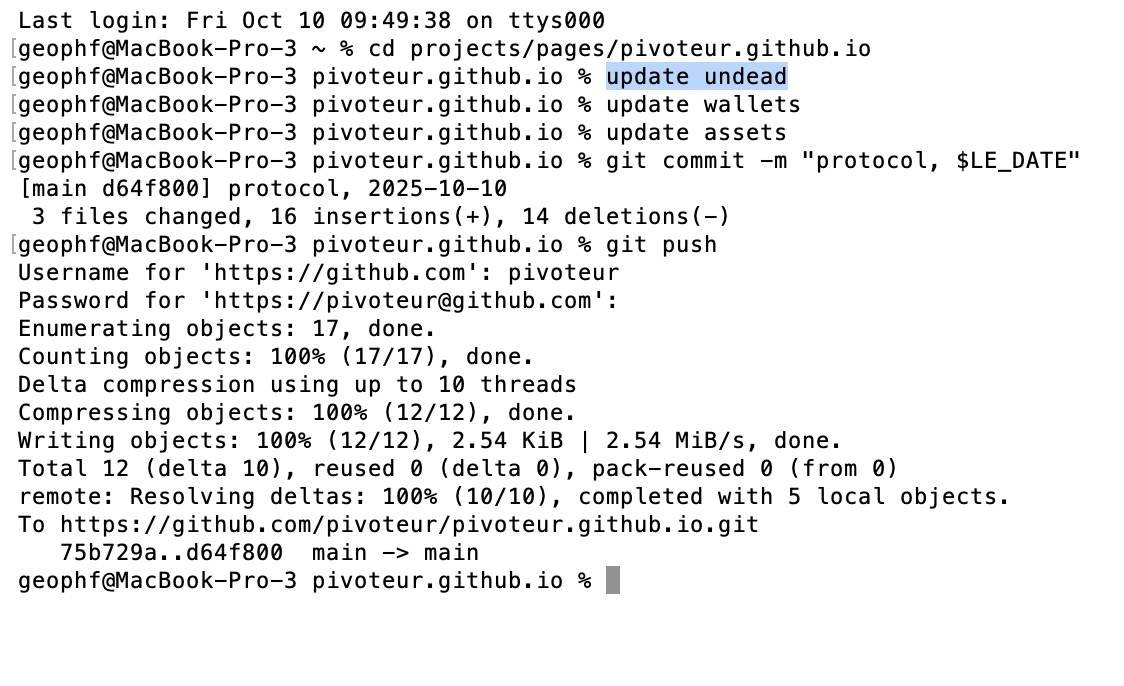 Last login: Fri Oct 10 09:49:38 on ttys000
[geophf@MacBook-Pro-3 ~ % cd projects/pages/pivoteur.github.io
[geophf@MacBook-Pro-3 pivoteur.github.io % update undead
[geophf@MacBook-Pro-3 pivoteur.github.io % update wallets
[geophf@MacBook-Pro-3 pivoteur.github.io % update assets
[geophf@MacBook-Pro-3 pivoteur.github.io % git commit -m "protocol, $LE_DATE"
[main d64f800] protocol, 2025-10-10
 3 files changed, 16 insertions(+), 14 deletions(-)
[geophf@MacBook-Pro-3 pivoteur.github.io % git push
Username for 'https://github.com': pivoteur
Password for 'https://pivoteur@github.com':
Enumerating objects: 17, done.
Counting objects: 100% (17/17), done.
Delta compression using up to 10 threads
Compressing objects: 100% (12/12), done.
Writing objects: 100% (12/12), 2.54 KiB | 2.54 MiB/s, done.
Total 12 (delta 10), reused 0 (delta 0), pack-reused 0 (from 0)
remote: Resolving deltas: 100% (10/10), completed with 5 local objects.
To https://github.com/pivoteur/pivoteur.github.io.git
   75b729a..d64f800  main -> main
geophf@MacBook-Pro-3 pivoteur.github.io %